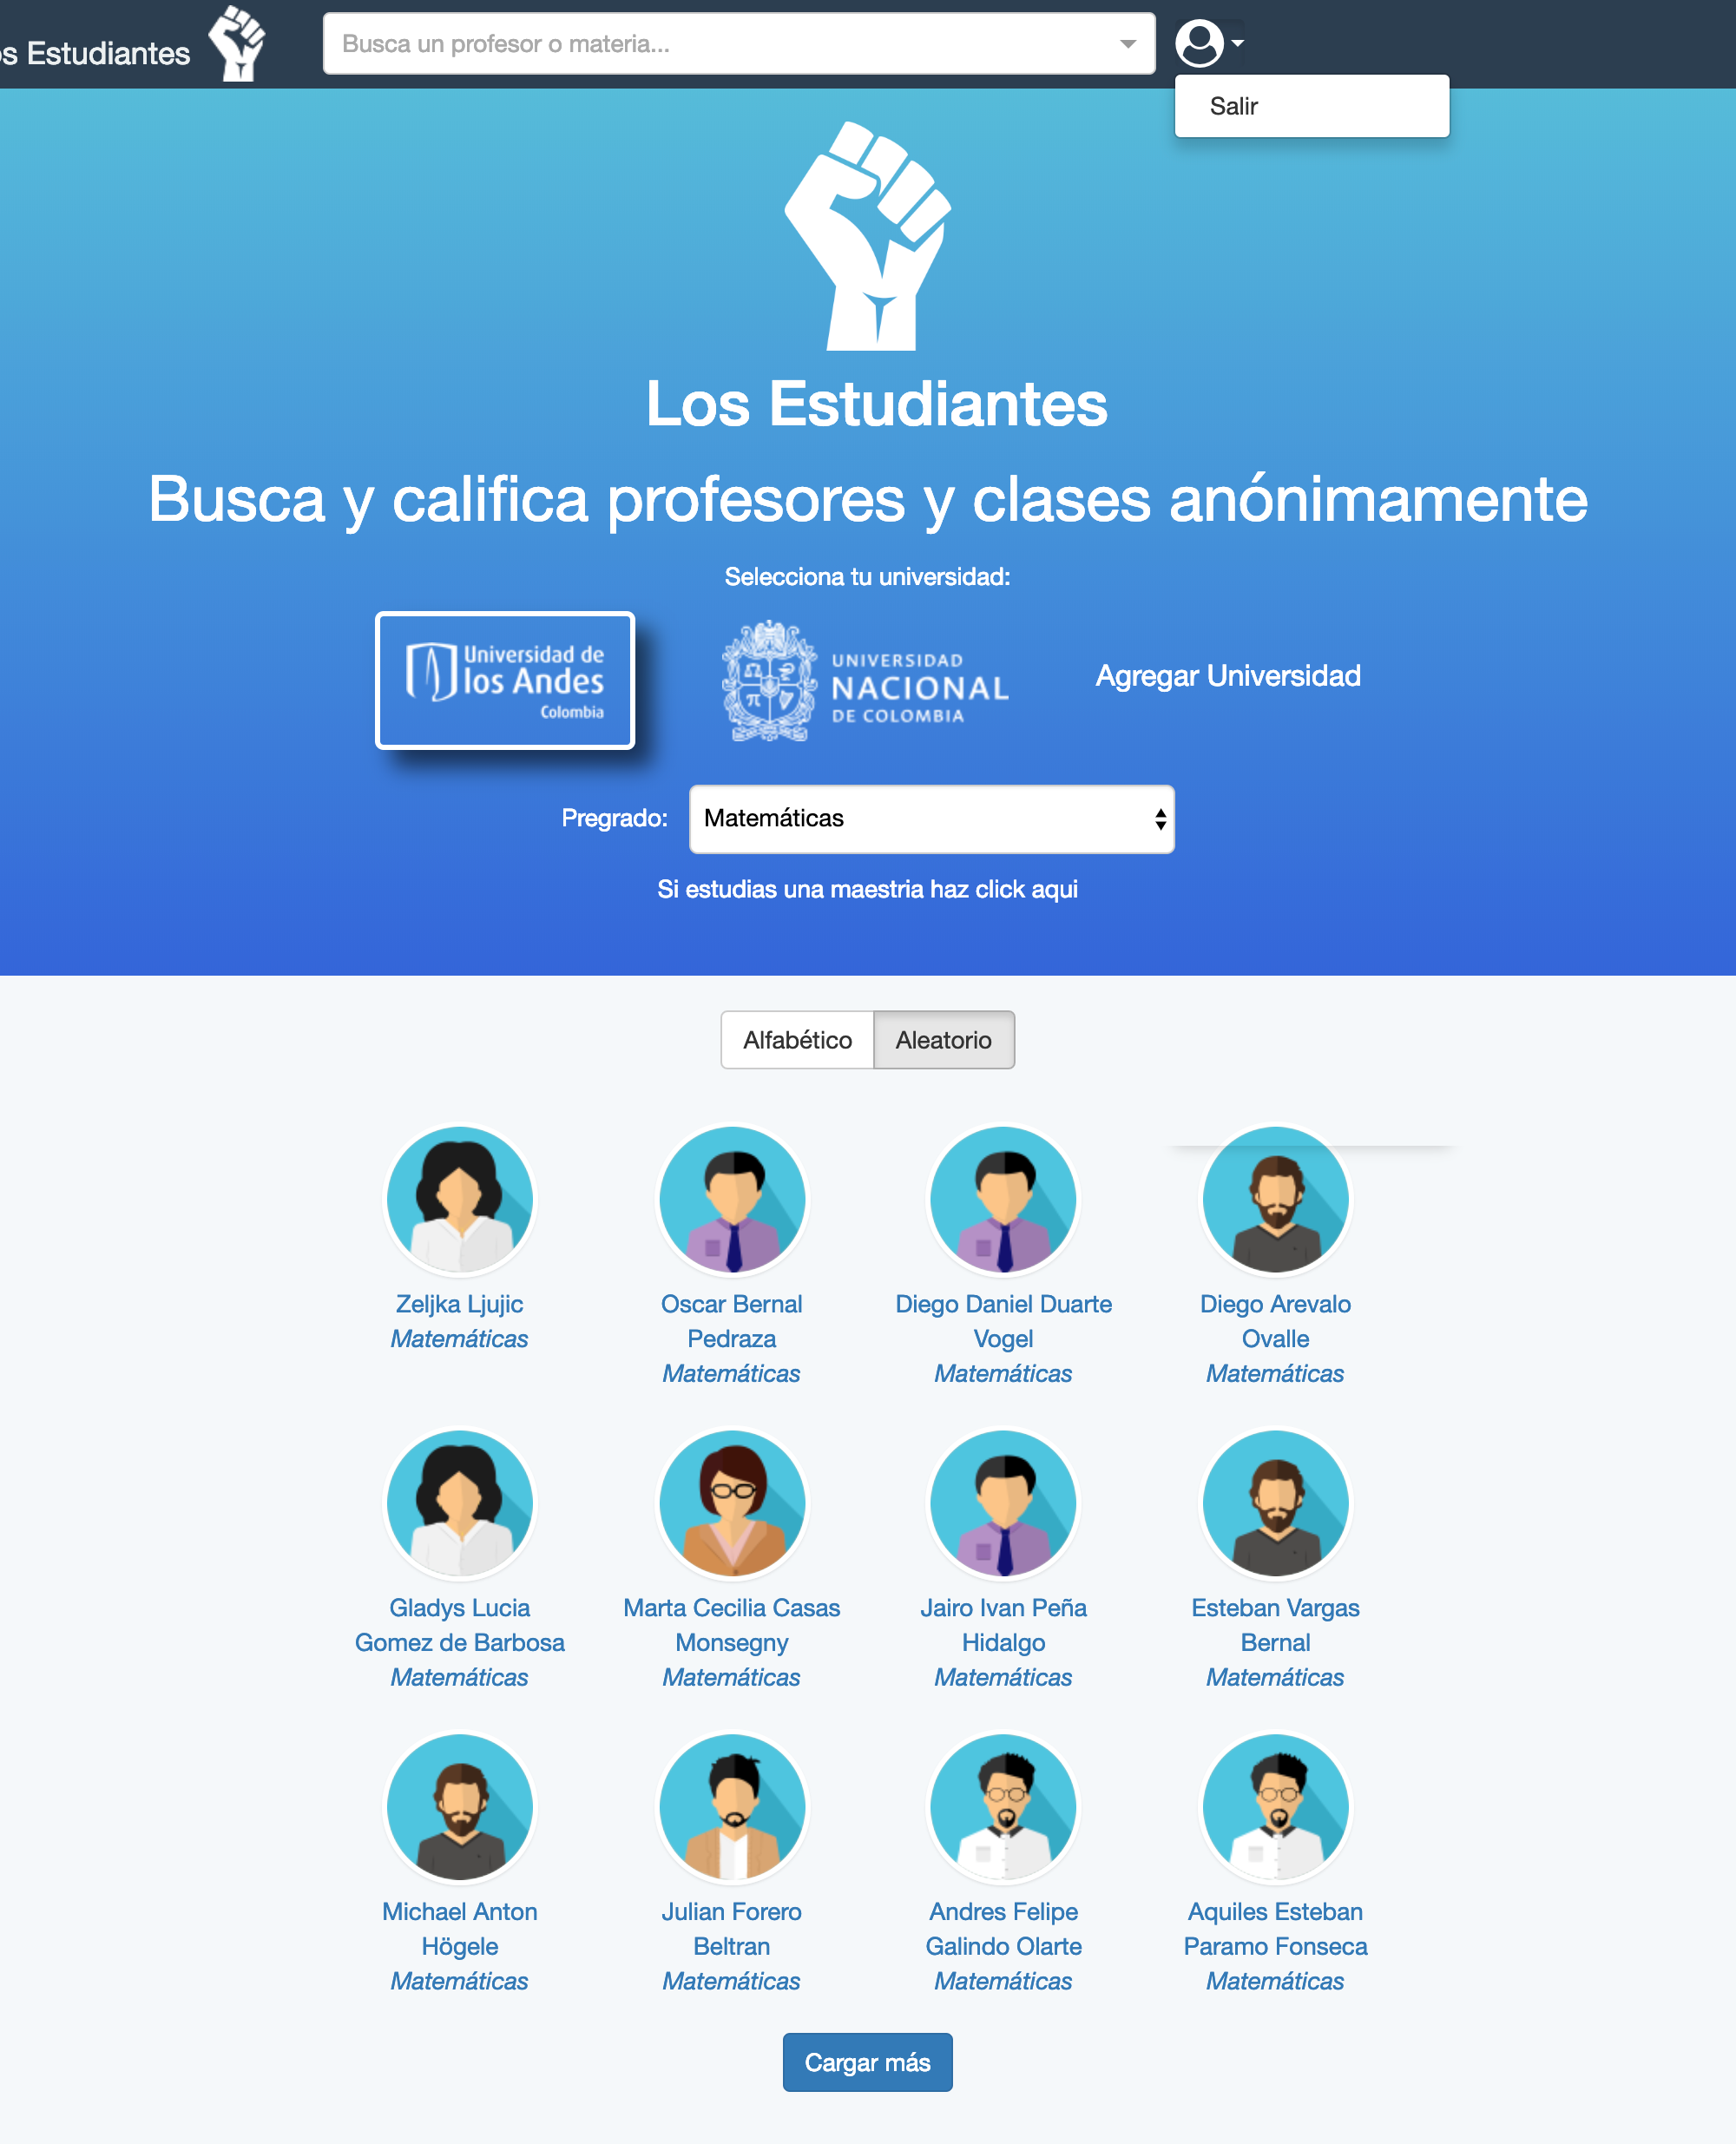 os Estudiantes
Busca un profesor o materia...
Salir
Los Estudiantes
Busca y califica profesores y clases anónimamente
Selecciona tu universidad:
Universidad de
los Andes
Colombia
UNIVERSIDAD
NACIONAL
DE COLOMBIA
Agregar Universidad
Pregrado:
Matemáticas
Si estudias una maestria haz click aqui
Alfabético
Aleatorio
Zeljka Ljujic
Matemáticas
Oscar Bernal
Pedraza
Matemáticas
Diego Daniel Duarte
Vogel
Matemáticas
Diego Arevalo
Ovalle
Matemáticas
Gladys Lucia
Gomez de Barbosa
Matemáticas
Marta Cecilia Casas
Monsegny
Matemáticas
Jairo Ivan Peña
Hidalgo
Matemáticas
Esteban Vargas
Bernal
Matemáticas
Michael Anton
Högele
Matemáticas
Julian Forero
Beltran
Matemáticas
Andres Felipe
Galindo Olarte
Matemáticas
Aquiles Esteban
Paramo Fonseca
Matemáticas
Cargar más